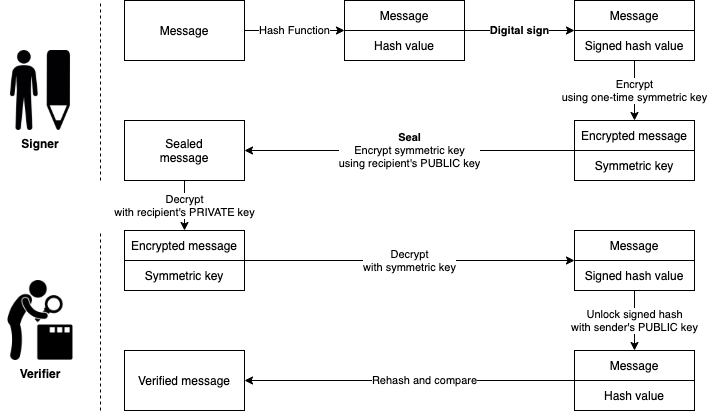 Message
Hash Function
Message
Hash value
Digital sign
Message
Signed hash value
Signer
Encrypt
using one-time symmetric key
Encrypted message
Symmetric key
Seal
Encrypt symmetric key
using recipient's PUBLIC key
Sealed
message
Decrypt
with recipient's PRIVATE key
Encrypted message
Symmetric key
Decrypt
with symmetric key
Message
Signed hash value
Verifier
Unlock signed hash
with sender's PUBLIC key
Message
Hash value
Rehash and compare
Verified message